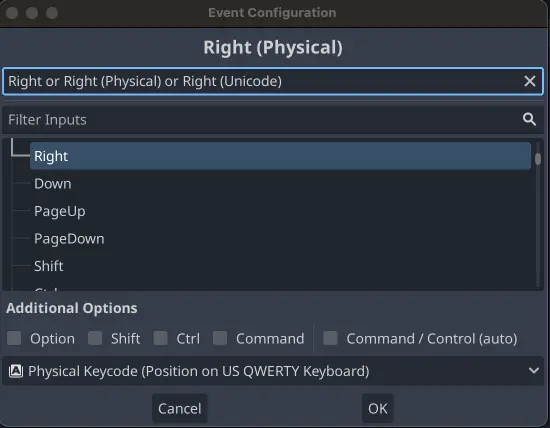 Event Configuration
Right (Physical)
Right or Right (Physical) or Right (Unicode)
Filter Inputs
Right
Down
PageUp
PageDown
Shift
Additional Options
Option Shift Ctrl Command Command / Control (auto)
Physical Keycode (Position on US QWERTY Keyboard)
Cancel OK